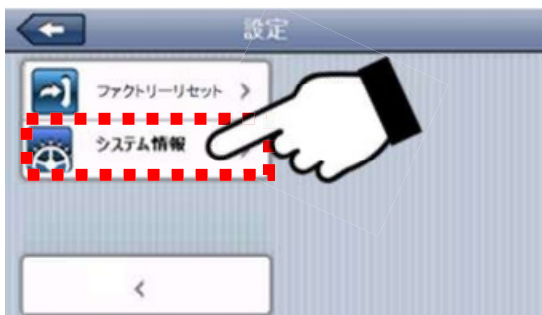 設定
ファクトリーリセット
システム情報